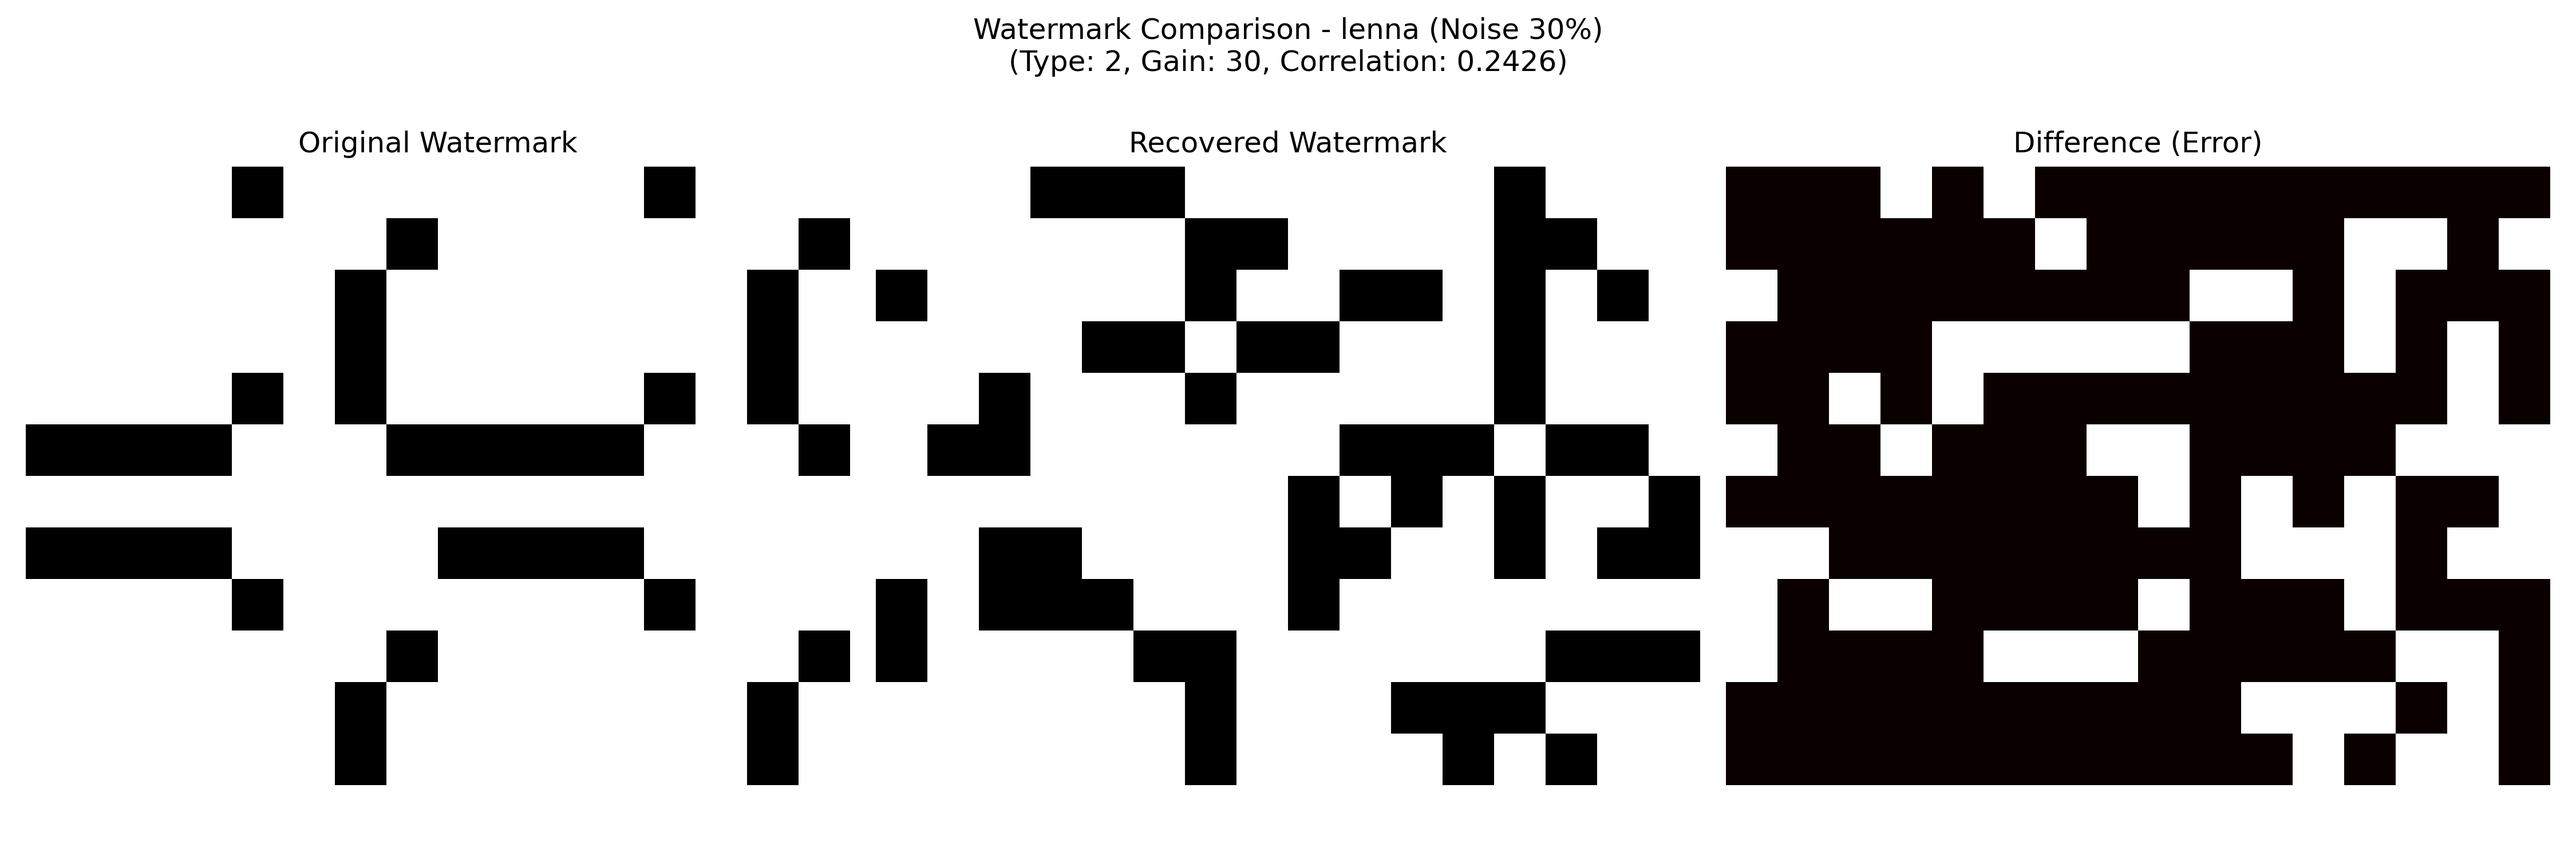 Watermark Comparison - lenna (Noise 30%)
(Type: 2, Gain: 30, Correlation: 0.2426)
Original Watermark
Recovered Watermark
Difference (Error)